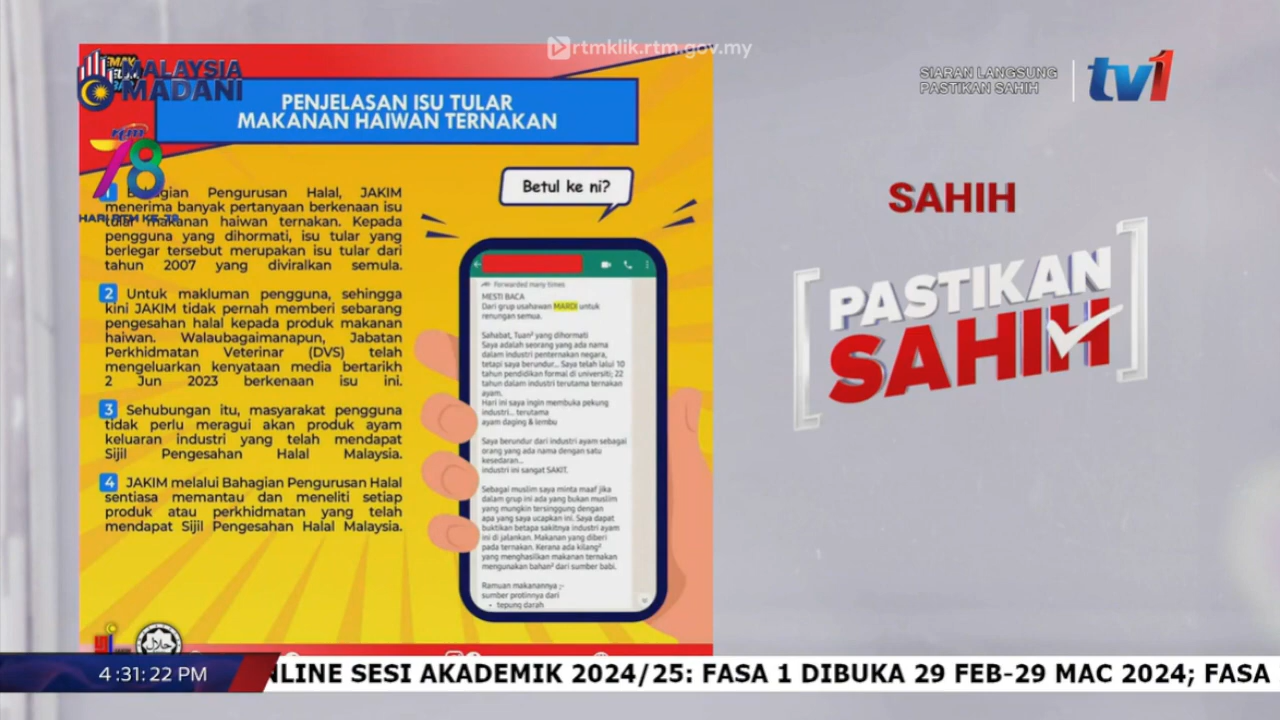 rtmklik.rtm.gov.my
SIARAN LANGSUNG
PASTIKAN SAHIH
tv1
MALAYSIA
MADANI
rtm
78
HARI RTM KE-78
PENJELASAN ISU TULAR
MAKANAN HAIWAN TERNAKAN
1 Bahagian Pengurusan Halal, JAKIM
menerima banyak pertanyaan berkenaan isu
tular makanan haiwan ternakan. Kepada
pengguna yang dihormati, isu tular yang
berlegar tersebut merupakan isu tular dari
tahun 2007 yang diviralkan semula.
2 Untuk makluman pengguna, sehingga
kini JAKIM tidak pernah memberi sebarang
pengesahan halal kepada produk makanan
haiwan. Walaubagaimanapun, Jabatan
Perkhidmatan Veterinar (DVS) telah
mengeluarkan kenyataan media bertarikh
2 Jun 2023 berkenaan isu ini.
3 Sehubungan itu, masyarakat pengguna
tidak perlu meragui akan produk ayam
keluaran industri yang telah mendapat
Sijil Pengesahan Halal Malaysia.
4 JAKIM melalui Bahagian Pengurusan Halal
sentiasa memantau dan meneliti setiap
produk atau perkhidmatan yang telah
mendapat Sijil Pengesahan Halal Malaysia.
Betul ke ni?
Forwarded many times
MESTI BACA
Dari grup usahawan MARDI untuk
renungan semua.
Sahabat, Tuan² yang dihormati
Saya adalah seorang yang ada nama
dalam industri penternakan negara,
tetapi saya berundur... Saya telah lalui 10
tahun pendidikan formal di universiti; 22
tahun dalam industri terutama ternakan
ayam.
Hari ini saya ingin membuka pekung
industri... terutama
ayam daging & lembu
Saya berundur dari industri ayam sebagai
orang yang ada nama dengan satu
kesedaran...
industri ini sangat SAKIT.
Sebagai muslim saya minta maaf jika
dalam grup ini ada yang bukan muslim
yang mungkin tersinggung dengan
apa yang saya ucapkan ini. Saya dapat
buktikan betapa sakitnya industri ayam
ini di jalankan. Makanan yang diberi
pada ternakan. Kerana ada kilang²
yang menghasilkan makanan ternakan
mengunakan bahan² dari sumber babi.
Ramuan makanannya ;-
sumber protinnya dari
• tepung darah
SAHIH
PASTIKAN
SAHIH
4:31:22 PM
NLINE SESI AKADEMIK 2024/25: FASA 1 DIBUKA 29 FEB-29 MAC 2024; FASA